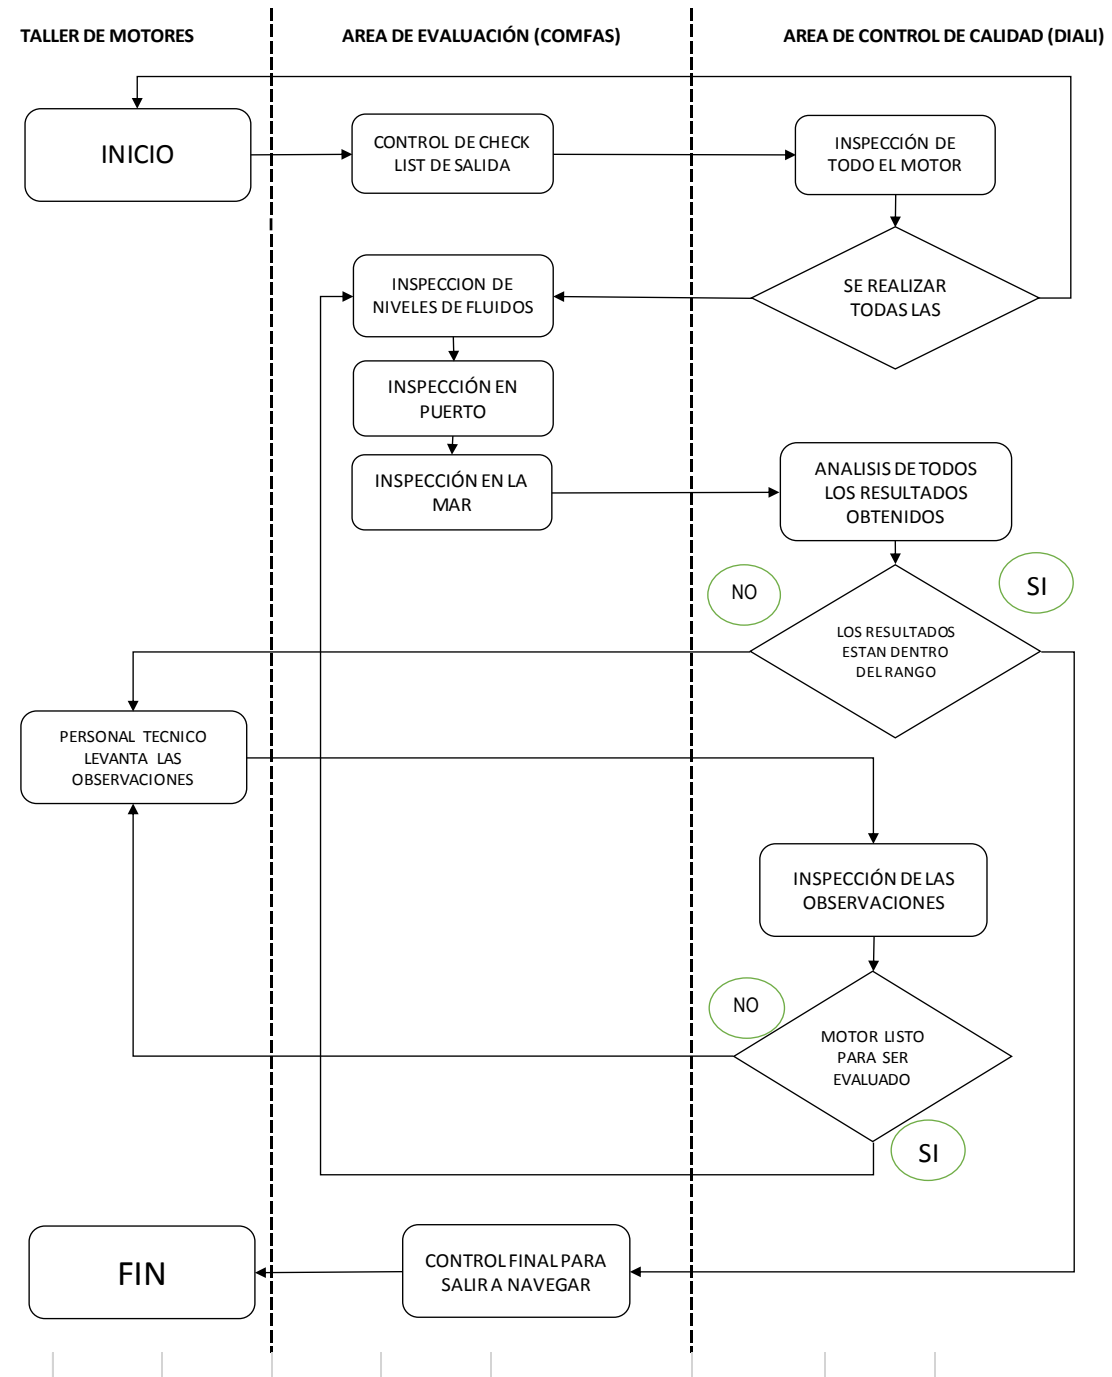 TALLER DE MOTORES
AREA DE EVALUACIÓN (COMFAS)
AREA DE CONTROL DE CALIDAD (DIALI)
INICIO
CONTROL DE CHECK
LIST DE SALIDA
INSPECCIÓN DE
TODO EL MOTOR
SE REALIZAR
TODAS LAS
INSPECCION DE
NIVELES DE FLUIDOS
INSPECCIÓN EN
PUERTO
INSPECCIÓN EN LA
MAR
ANALISIS DE TODOS
LOS RESULTADOS
OBTENIDOS
NO
SI
LOS RESULTADOS
ESTAN DENTRO
DEL RANGO
PERSONAL TECNICO
LEVANTA LAS
OBSERVACIONES
INSPECCIÓN DE LAS
OBSERVACIONES
NO
MOTOR LISTO
PARA SER
EVALUADO
SI
FIN
CONTROL FINAL PARA
SALIR A NAVEGAR